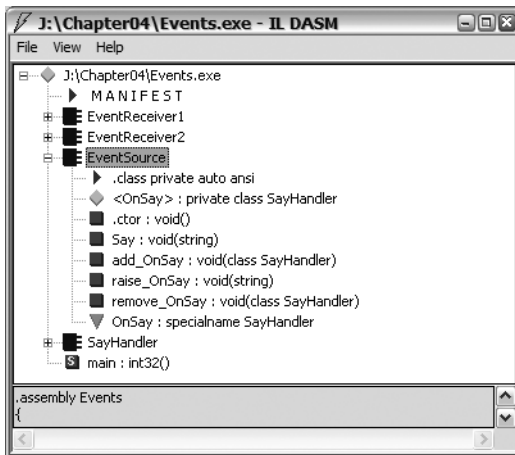 J:\Chapter04\Events.exe - IL DASM
File View Help
J:\Chapter04\Events.exe
MANIFEST
EventReceiver1
EventReceiver2
EventSource
.class private auto ansi
<OnSay> : private class SayHandler
.ctor : void()
Say : void(string)
add_OnSay : void(class SayHandler)
raise_OnSay : void(string)
remove_OnSay : void(class SayHandler)
OnSay : specialname SayHandler
SayHandler
S main : int32()
.assembly Events
{